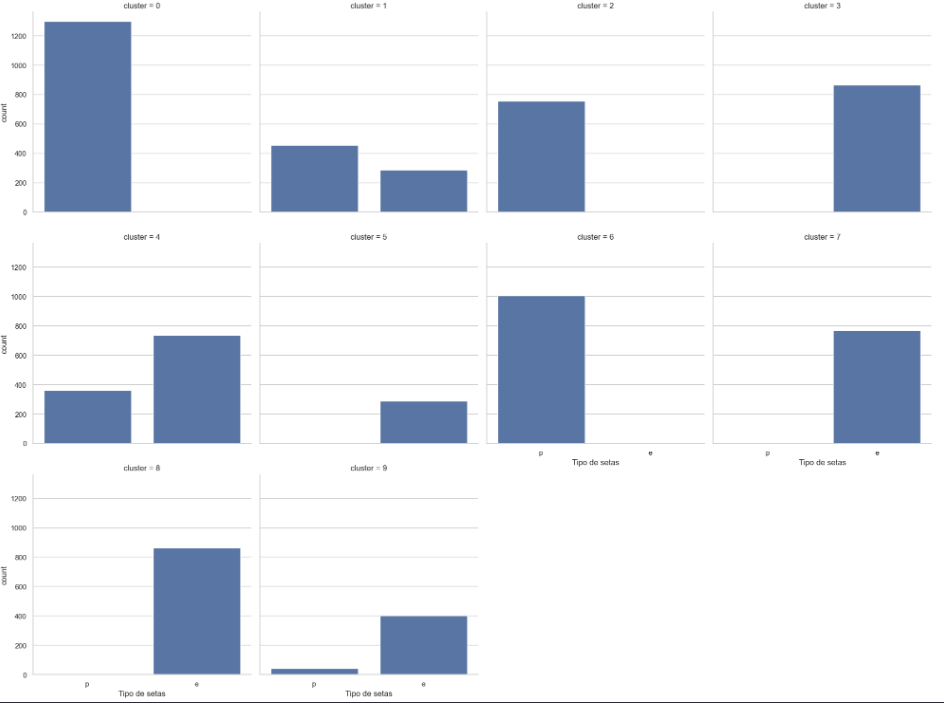 cluster = 0
cluster = 1
cluster = 2
cluster = 3
1200
1000
800
600
400
200
0
count
cluster = 4
cluster = 5
cluster = 6
cluster = 7
1200
1000
800
600
400
200
0
count
p e
Tipo de setas
p e
Tipo de setas
cluster = 8
cluster = 9
1200
1000
800
600
400
200
0
count
p e
Tipo de setas
p e
Tipo de setas